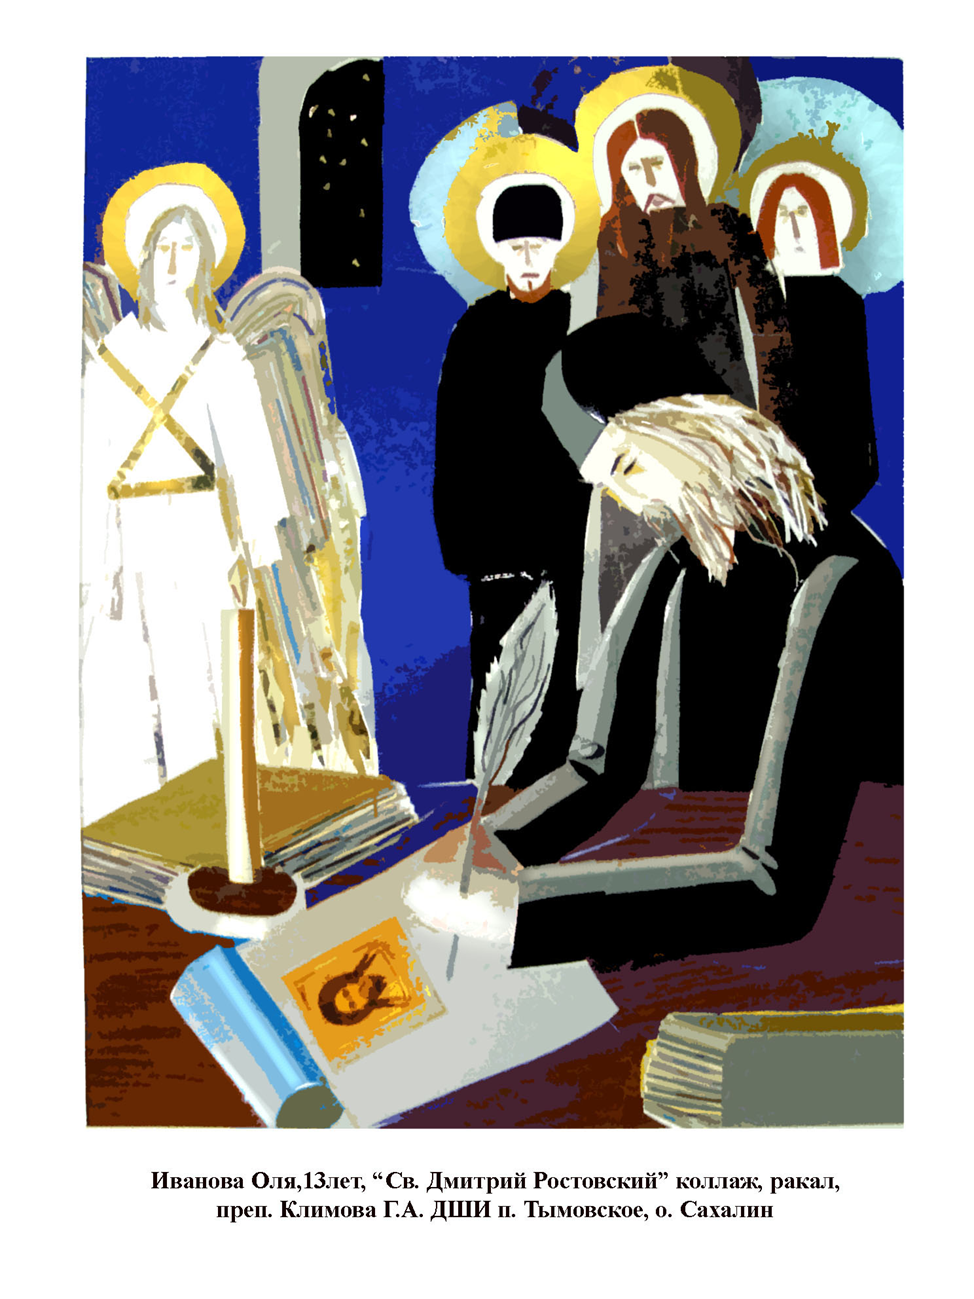 Иванова Оля,13лет, “Св. Дмитрий Ростовский” коллаж, ракал,
преп. Климова Г.А. ДШИ п. Тымовское, о. Сахалин